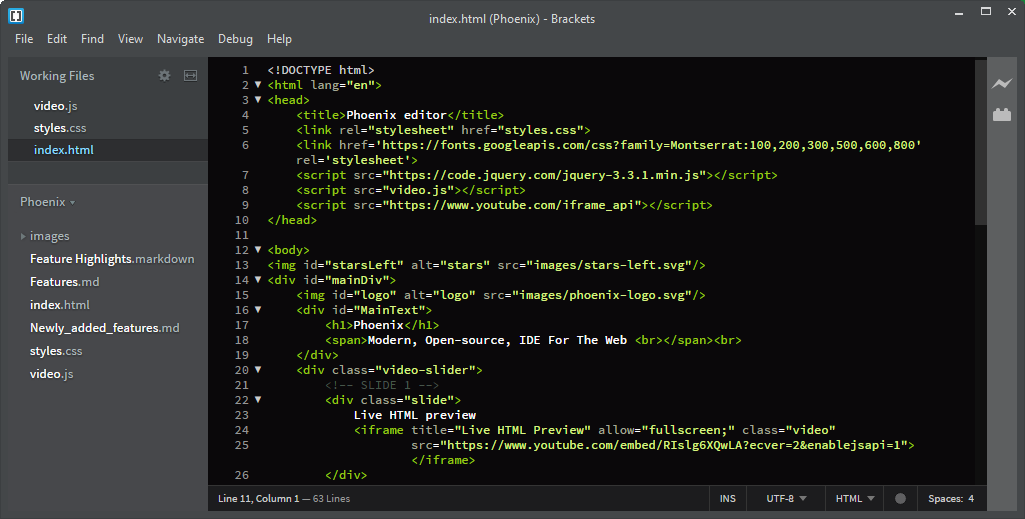 index.html (Phoenix) - Brackets
File Edit Find View Navigate Debug Help
Working Files
video.js
styles.css
index.html
Phoenix
images
Feature Highlights.markdown
Features.md
index.html
Newly_added_features.md
styles.css
video.js
1 <!DOCTYPE html>
2 <html lang="en">
3 <head>
4 <title>Phoenix editor</title>
5 <link rel="stylesheet" href="styles.css">
6 <link href='https://fonts.googleapis.com/css?family=Montserrat:100,200,300,500,600,800'
rel='stylesheet'>
7 <script src="https://code.jquery.com/jquery-3.3.1.min.js"></script>
8 <script src="video.js"></script>
9 <script src="https://www.youtube.com/iframe_api"></script>
10 </head>
11
12 <body>
13 <img id="starsLeft" alt="stars" src="images/stars-left.svg"/>
14 <div id="mainDiv">
15 <img id="logo" alt="logo" src="images/phoenix-logo.svg"/>
16 <div id="MainText">
17 <h1>Phoenix</h1>
18 <span>Modern, Open-source, IDE For The Web <br></span><br>
19 </div>
20 <div class="video-slider">
21 <!-- SLIDE 1 -->
22 <div class="slide">
23 Live HTML preview
24 <iframe title="Live HTML Preview" allow="fullscreen;" class="video"
25 src="https://www.youtube.com/embed/RIslg6XQwLA?ecver=2&enablejsapi=1">
</iframe>
26 </div>
Line 11, Column 1 — 63 Lines
INS UTF-8 HTML Spaces: 4